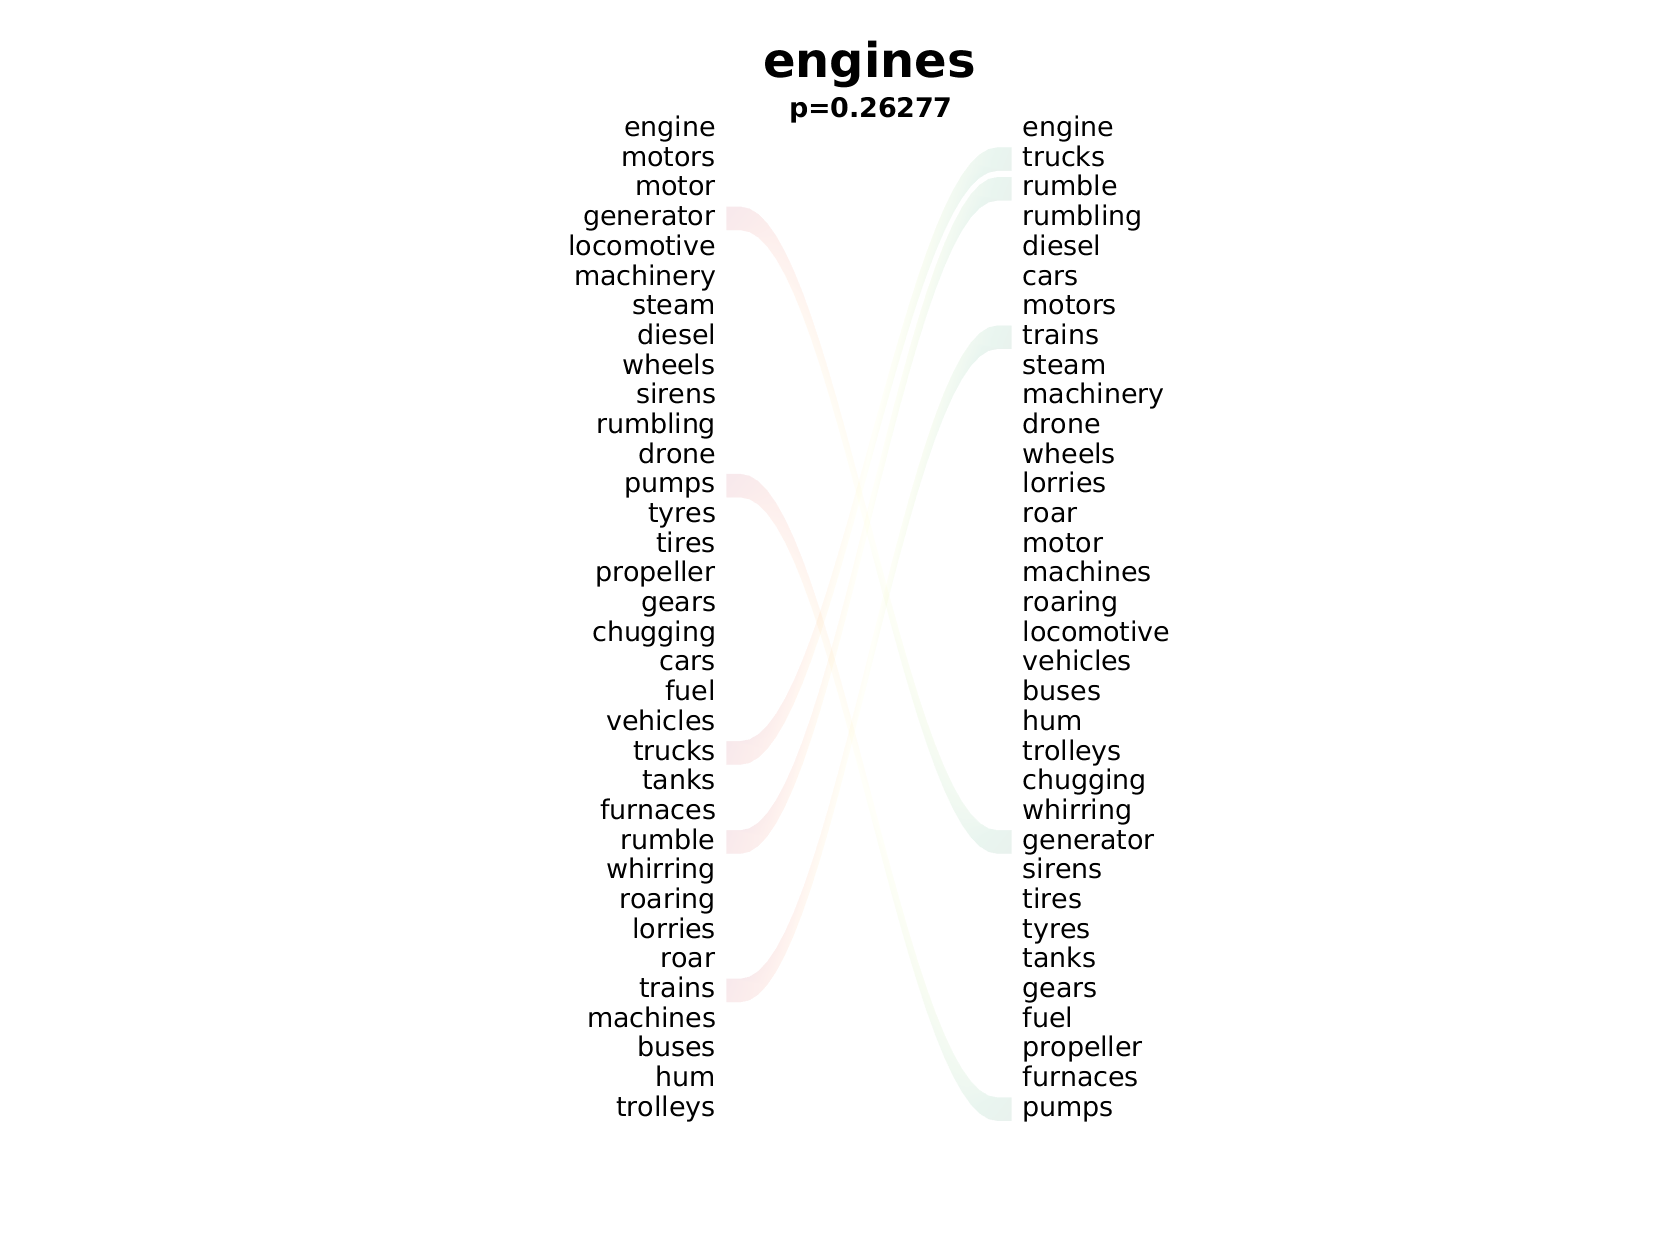 engines
p=0.26277
engine engine
motors trucks
motor rumble
generator rumbling
locomotive diesel
machinery cars
steam motors
diesel trains
wheels steam
sirens machinery
rumbling drone
drone wheels
pumps lorries
tyres roar
tires motor
propeller machines
gears roaring
chugging locomotive
cars vehicles
fuel buses
vehicles hum
trucks trolleys
tanks chugging
furnaces whirring
rumble generator
whirring sirens
roaring tires
lorries tyres
roar tanks
trains gears
machines fuel
buses propeller
hum furnaces
trolleys pumps